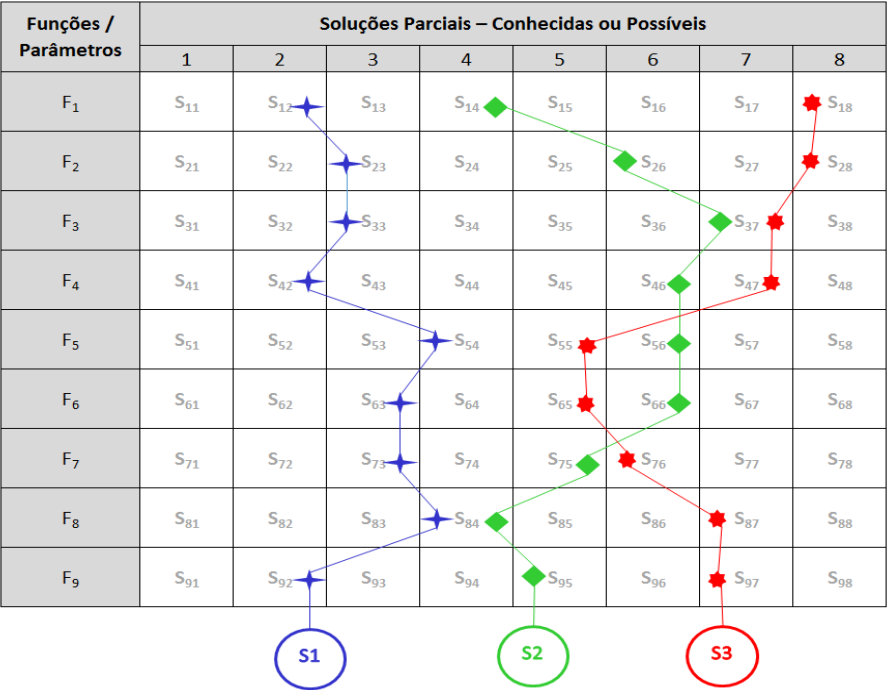 Funções / Parâmetros
Soluções Parciais – Conhecidas ou Possíveis
1 2 3 4 5 6 7 8
F1 S11 S12 S13 S14 S15 S16 S17 S18
F2 S21 S22 S23 S24 S25 S26 S27 S28
F3 S31 S32 S33 S34 S35 S36 S37 S38
F4 S41 S42 S43 S44 S45 S46 S47 S48
F5 S51 S52 S53 S54 S55 S56 S57 S58
F6 S61 S62 S63 S64 S65 S66 S67 S68
F7 S71 S72 S73 S74 S75 S76 S77 S78
F8 S81 S82 S83 S84 S85 S86 S87 S88
F9 S91 S92 S93 S94 S95 S96 S97 S98
S1 S2 S3